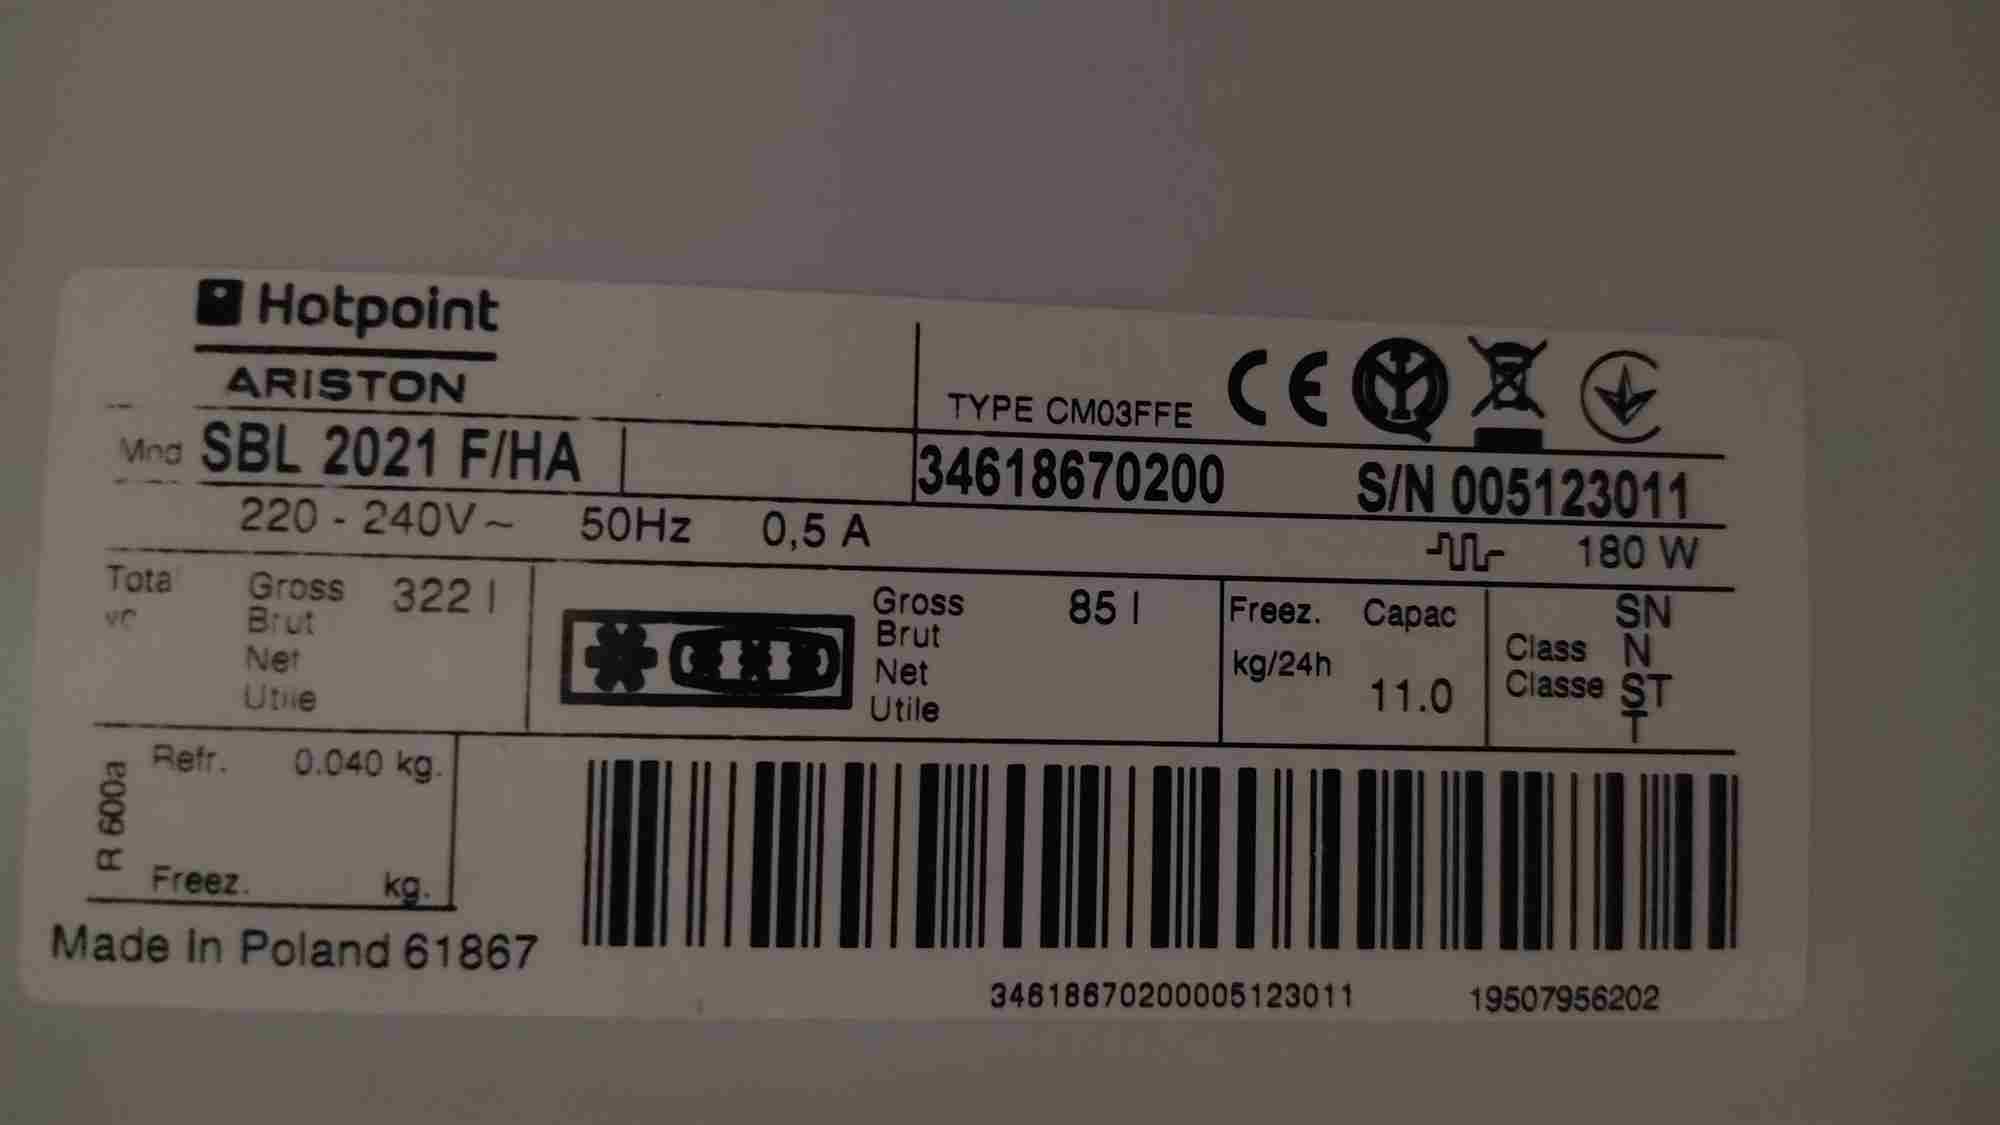 Hotpoint
ARISTON
TYPE CM03FFE
Mod SBL 2021 F/HA
34618670200 S/N 005123011
220 - 240V~ 50Hz 0,5 A 180 W
Total Gross 322 l
Brut
Net
Utile
Gross 85 l
Brut
Net
Utile
Freez. Capac
kg/24h 11.0
Class
Classe
SN
N
ST
T
R 600a
Refr. 0.040 kg.
Freez. kg.
Made in Poland 61867
34618670200005123011 19507956202